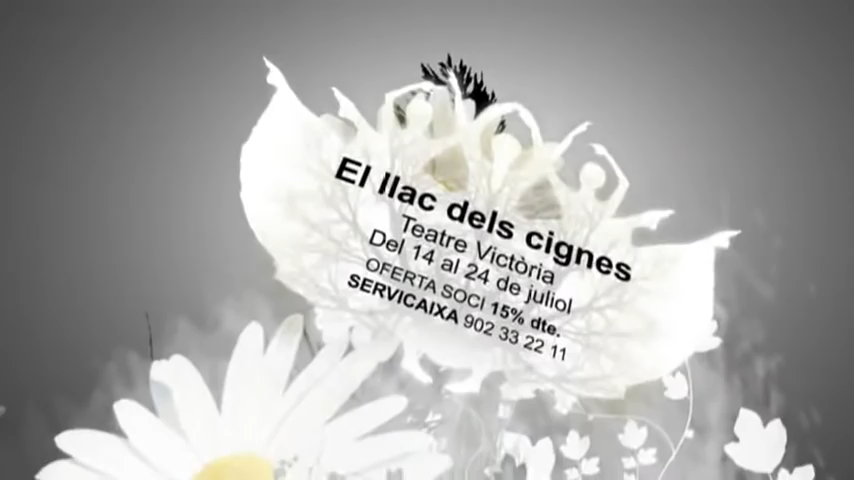 El llac dels cignes
Teatre Victòria
Del 14 al 24 de juliol
OFERTA SOCI 15% dte.
SERVICAIXA 902 33 22 11